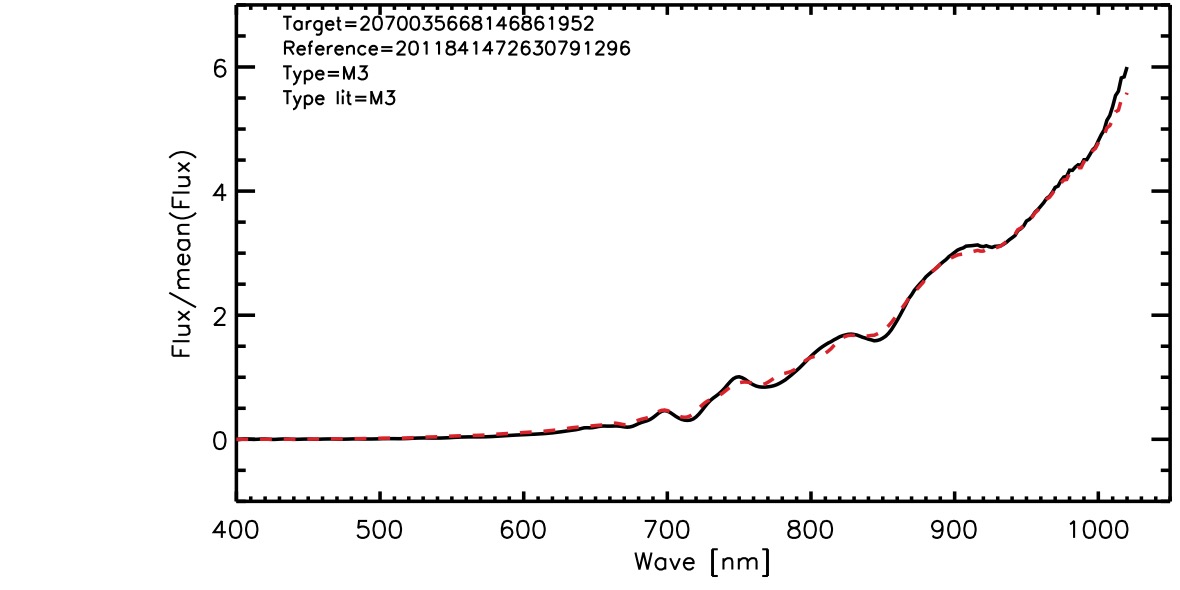 Target=2070035668146861952
Reference=2011841472630791296
Type=M3
Type lit=M3
Flux/mean(Flux)
6
4
2
0
400 500 600 700 800 900 1000
Wave [nm]